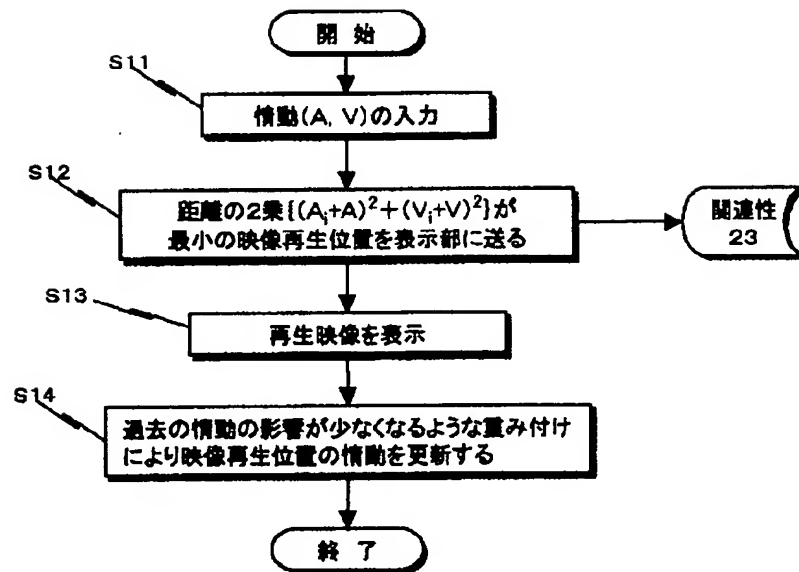 開 始
S11
情動(A, V)の入力
S12
距離の2乗{(Aᵢ+A)²+(Vᵢ+V)²}が
最小の映像再生位置を表示部に送る
関連性
23
S13
再生映像を表示
S14
過去の情動の影響が少なくなるような重み付け
により映像再生位置の情動を更新する
終 了